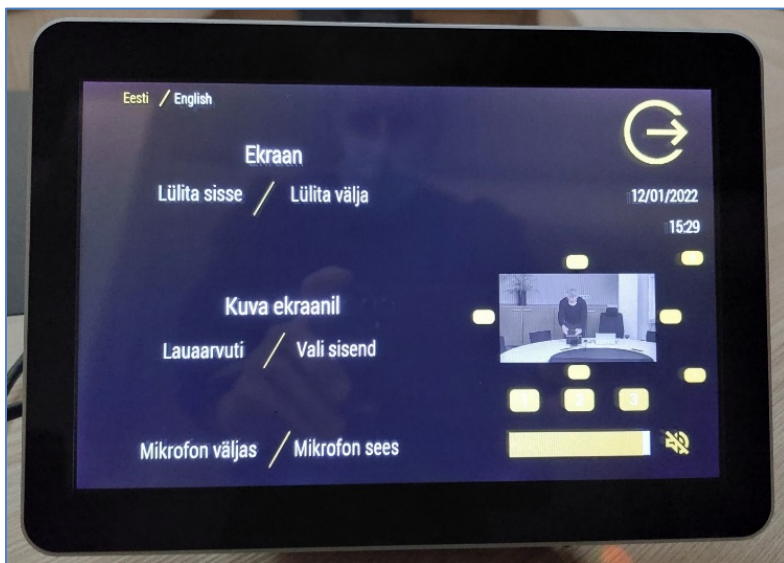 Eesti / English
Ekraan
Lülita sisse / Lülita välja
12/01/2022
15:29
Kuva ekraanil
Lauaarvuti / Vali sisend
1 2 3
Mikrofon väljas / Mikrofon sees